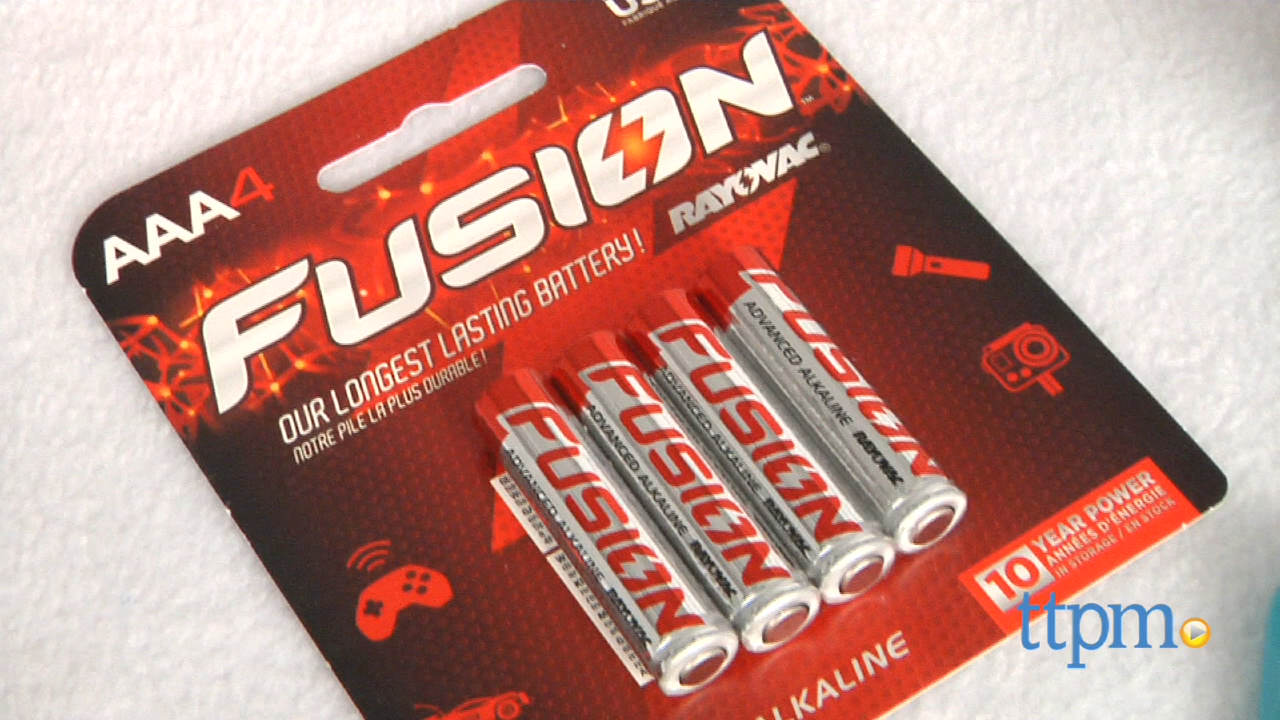 AAA4
FUSION™
RAYOVAC®
OUR LONGEST LASTING BATTERY!
NOTRE PILE LA PLUS DURABLE!
FUSION
ADVANCED ALKALINE RAYOVAC
FUSION
ADVANCED ALKALINE RAYOVAC
FUSION
ADVANCED ALKALINE RAYOVAC
FUSION
ADVANCED ALKALINE RAYOVAC
10 YEAR POWER
ANNÉES D'ÉNERGIE
IN STORAGE / EN STOCK
ALKALINE
ttpm